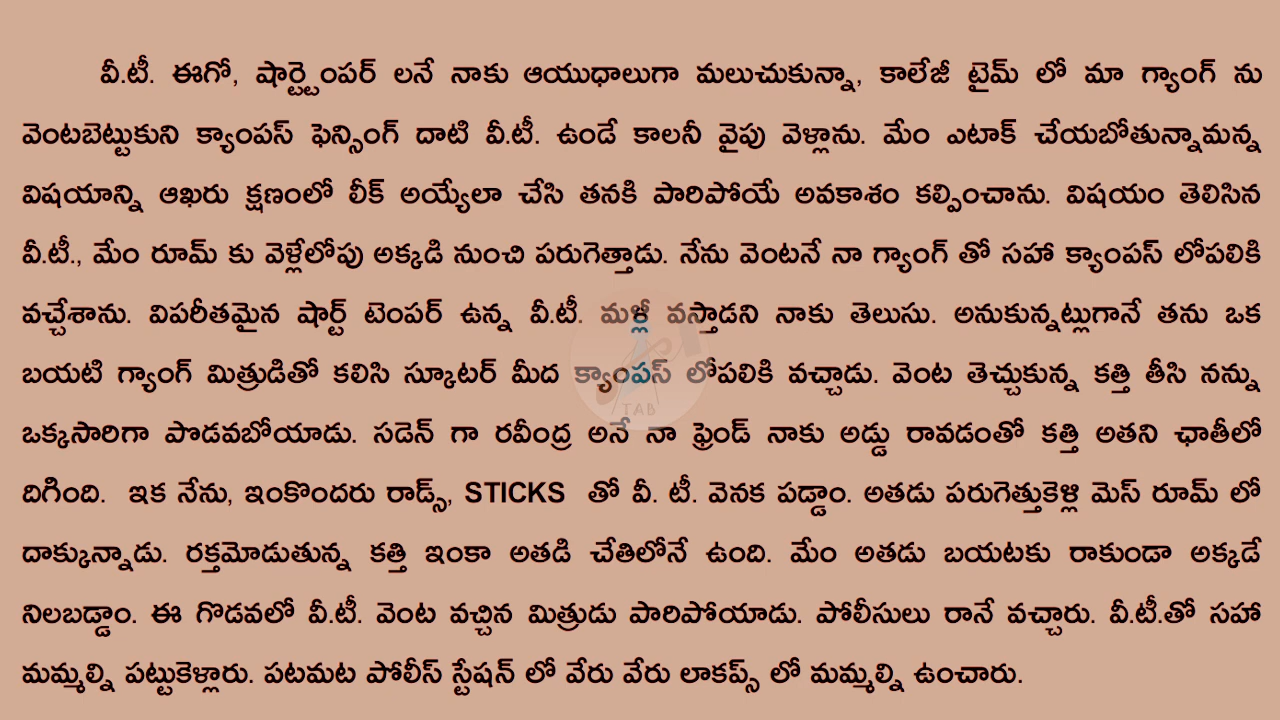 వీ.టీ. ఈగో, షార్ట్టెంపర్ లనే నాకు ఆయుధాలుగా మలుచుకున్నా, కాలేజీ టైమ్ లో మా గ్యాంగ్ ను
వెంటబెట్టుకుని క్యాంపస్ ఫెన్సింగ్ దాటి వీ.టీ. ఉండే కాలనీ వైపు వెళ్లాను. మేం ఎటాక్ చేయబోతున్నామన్న
విషయాన్ని ఆఖరు క్షణంలో లీక్ అయ్యేలా చేసి తనకి పారిపోయే అవకాశం కల్పించాను. విషయం తెలిసిన
వీ.టీ., మేం రూమ్ కు వెళ్లేలోపు అక్కడి నుంచి పరుగెత్తాడు. నేను వెంటనే నా గ్యాంగ్ తో సహా క్యాంపస్ లోపలికి
వచ్చేశాను. విపరీతమైన షార్ట్ టెంపర్ ఉన్న వీ.టీ. మళ్లీ వస్తాడని నాకు తెలుసు. అనుకున్నట్లుగానే తను ఒక
బయటి గ్యాంగ్ మిత్రుడితో కలిసి స్కూటర్ మీద క్యాంపస్ లోపలికి వచ్చాడు. వెంట తెచ్చుకున్న కత్తి తీసి నన్ను
ఒక్కసారిగా పొడవబోయాడు. సడెన్ గా రవీంద్ర అనే నా ఫ్రెండ్ నాకు అడ్డు రావడంతో కత్తి అతని ఛాతీలో
దిగింది. ఇక నేను, ఇంకొందరు రాడ్స్, STICKS తో వీ. టీ. వెనక పడ్డాం. అతడు పరుగెత్తుకెళ్లి మెస్ రూమ్ లో
దాక్కున్నాడు. రక్తమోడుతున్న కత్తి ఇంకా అతడి చేతిలోనే ఉంది. మేం అతడు బయటకు రాకుండా అక్కడే
నిలబడ్డాం. ఈ గొడవలో వీ.టీ. వెంట వచ్చిన మిత్రుడు పారిపోయాడు. పోలీసులు రానే వచ్చారు. వీ.టీ.తో సహా
మమ్మల్ని పట్టుకెళ్లారు. పటమట పోలీస్ స్టేషన్ లో వేరు వేరు లాకప్స్ లో మమ్మల్ని ఉంచారు.
TAB